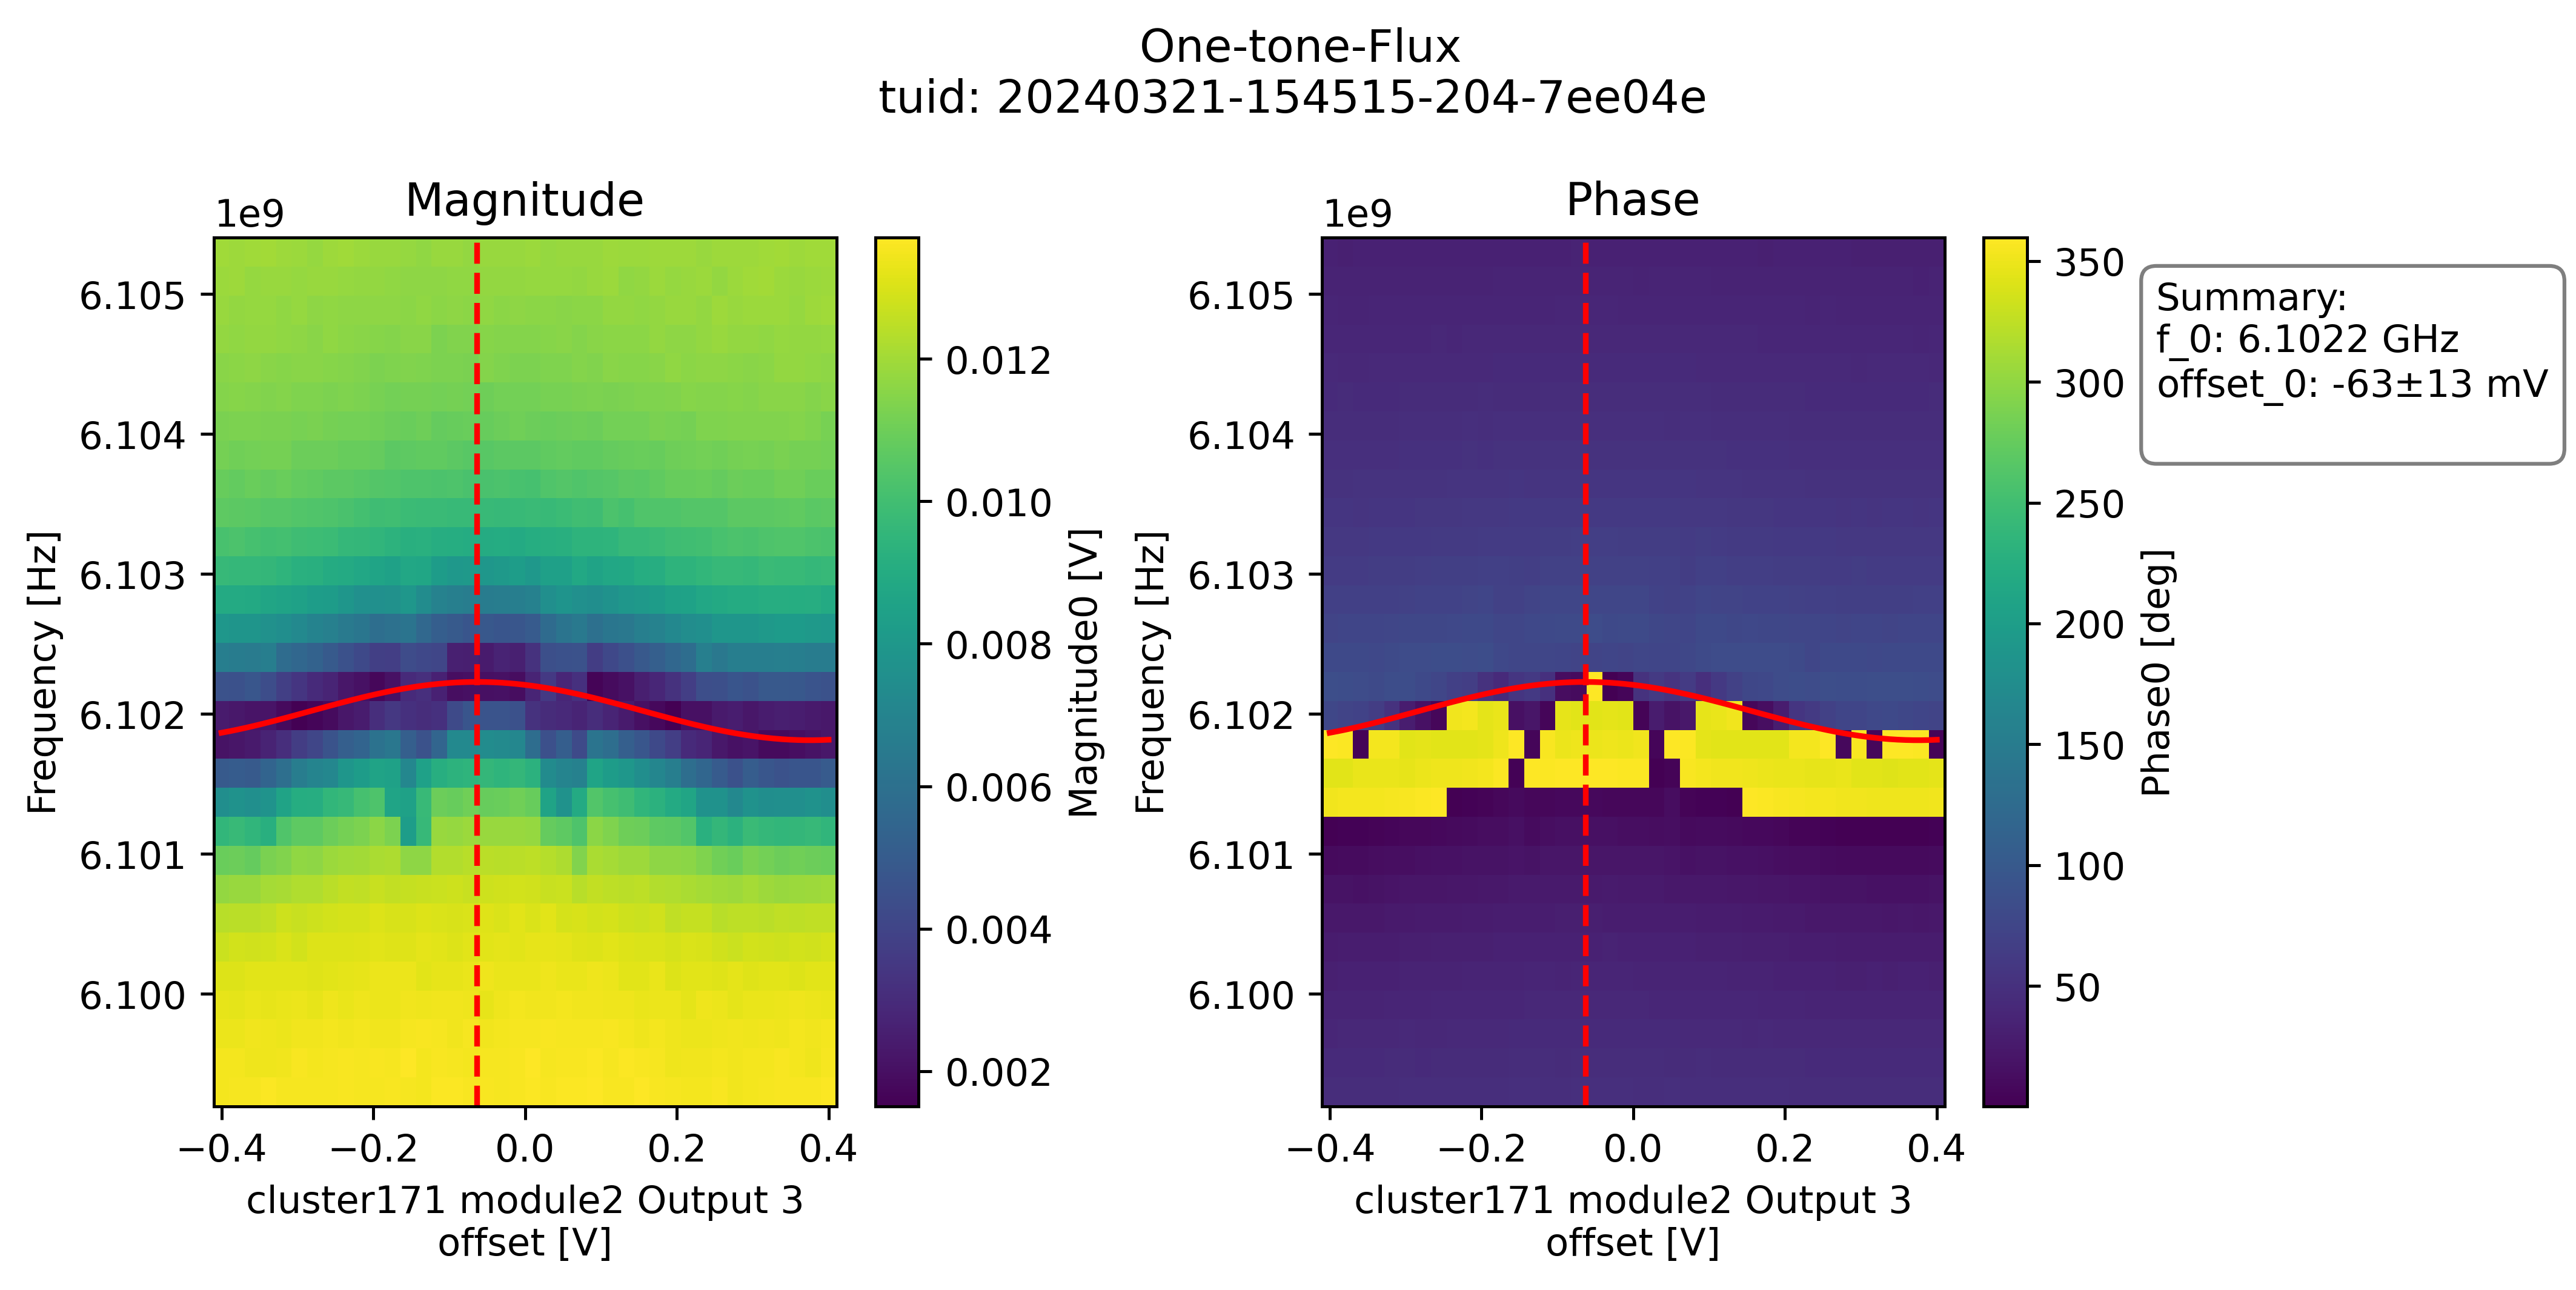 One-tone-Flux
tuid: 20240321-154515-204-7ee04e
Magnitude
1e9
6.105
6.104
6.103
6.102
6.101
6.100
Frequency [Hz]
−0.4
−0.2
0.0
0.2
0.4
cluster171 module2 Output 3
offset [V]
0.012
0.010
0.008
0.006
0.004
0.002
Magnitude0 [V]
Phase
1e9
6.105
6.104
6.103
6.102
6.101
6.100
Frequency [Hz]
−0.4
−0.2
0.0
0.2
0.4
cluster171 module2 Output 3
offset [V]
350
300
250
200
150
100
50
Phase0 [deg]
Summary:
f_0: 6.1022 GHz
offset_0: -63±13 mV